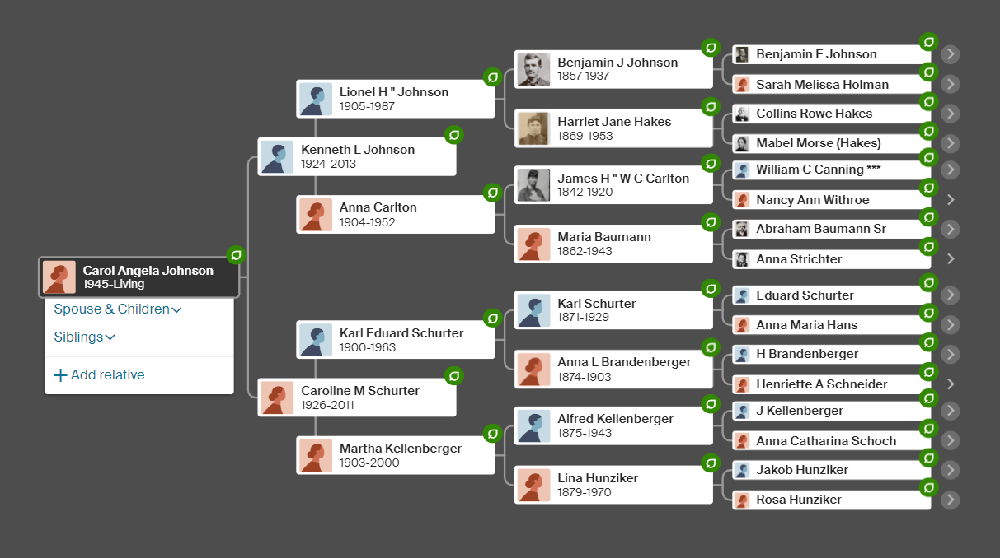 Carol Angela Johnson
1945-Living
Spouse & Children
Siblings
Add relative
Kenneth L Johnson
1924-2013
Caroline M Schurter
1926-2011
Lionel H " Johnson
1905-1987
Anna Carlton
1904-1952
Karl Eduard Schurter
1900-1963
Martha Kellenberger
1903-2000
Benjamin J Johnson
1857-1937
Harriet Jane Hakes
1869-1953
James H " W C Carlton
1842-1920
Maria Baumann
1862-1943
Karl Schurter
1871-1929
Anna L Brandenberger
1874-1903
Alfred Kellenberger
1875-1943
Lina Hunziker
1879-1970
Benjamin F Johnson
Sarah Melissa Holman
Collins Rowe Hakes
Mabel Morse (Hakes)
William C Canning ***
Nancy Ann Withroe
Abraham Baumann Sr
Anna Strichter
Eduard Schurter
Anna Maria Hans
H Brandenberger
Henriette A Schneider
J Kellenberger
Anna Catharina Schoch
Jakob Hunziker
Rosa Hunziker